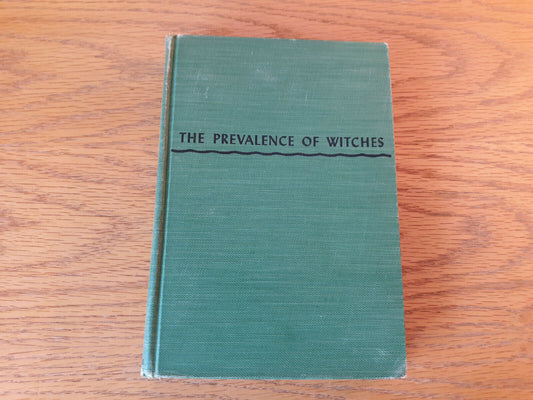 THE PREVALENCE OF WITCHES